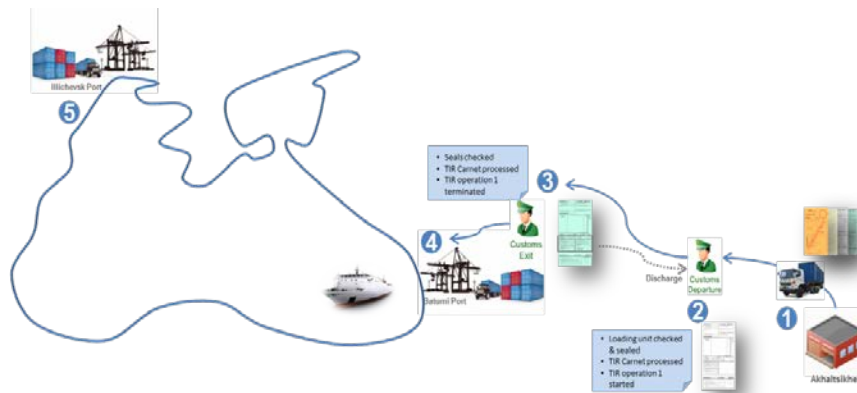 Illichevsk Port
5
• Seals checked
• TIR Carnet processed
• TIR operation 1
terminated
3
4
Customs
Exit
Batumi Port
Discharge
Customs
Departure
2
1
• Loading unit checked
& sealed
• TIR Carnet processed
• TIR operation 1
started
Akhaltsikhe